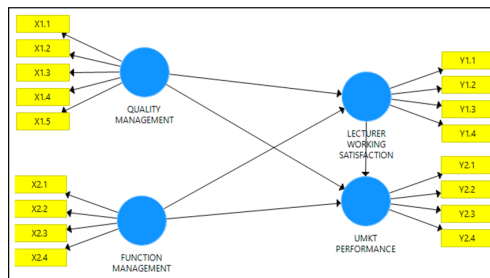 X1.1
X1.2
X1.3
X1.4
X1.5
QUALITY
MANAGEMENT
Y1.1
Y1.2
Y1.3
Y1.4
LECTURER
WORKING
SATISFACTION
X2.1
X2.2
X2.3
X2.4
FUNCTION
MANAGEMENT
Y2.1
Y2.2
Y2.3
Y2.4
UMKT
PERFORMANCE